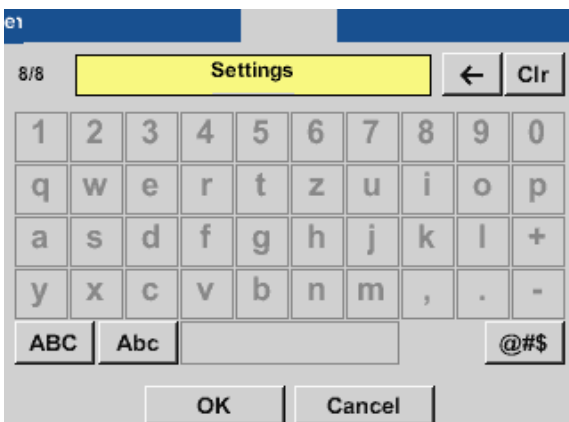 8/8 Settings ← Clr
1 2 3 4 5 6 7 8 9 0
q w e r t z u i o p
a s d f g h j k l +
y x c v b n m , . -
ABC Abc @#$
OK Cancel